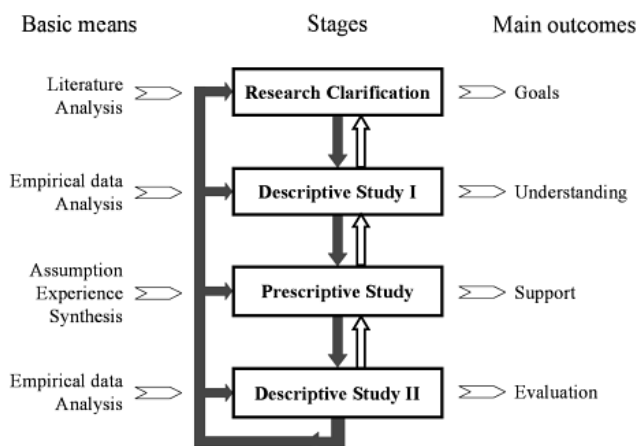 Basic means
Stages
Main outcomes
Literature
Analysis
Research Clarification
Goals
Empirical data
Analysis
Descriptive Study I
Understanding
Assumption
Experience
Synthesis
Prescriptive Study
Support
Empirical data
Analysis
Descriptive Study II
Evaluation